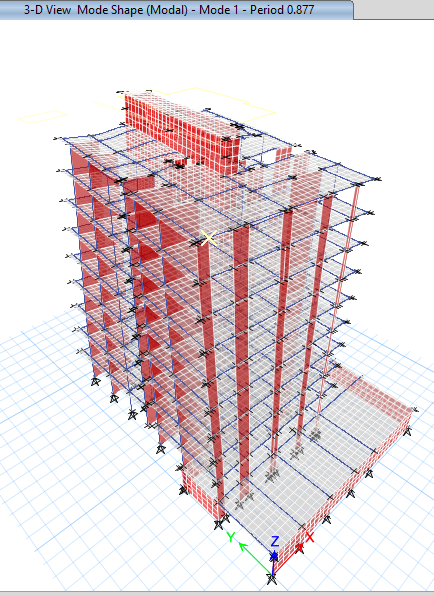 3-D View Mode Shape (Modal) - Mode 1 - Period 0.877
Z
Y
X